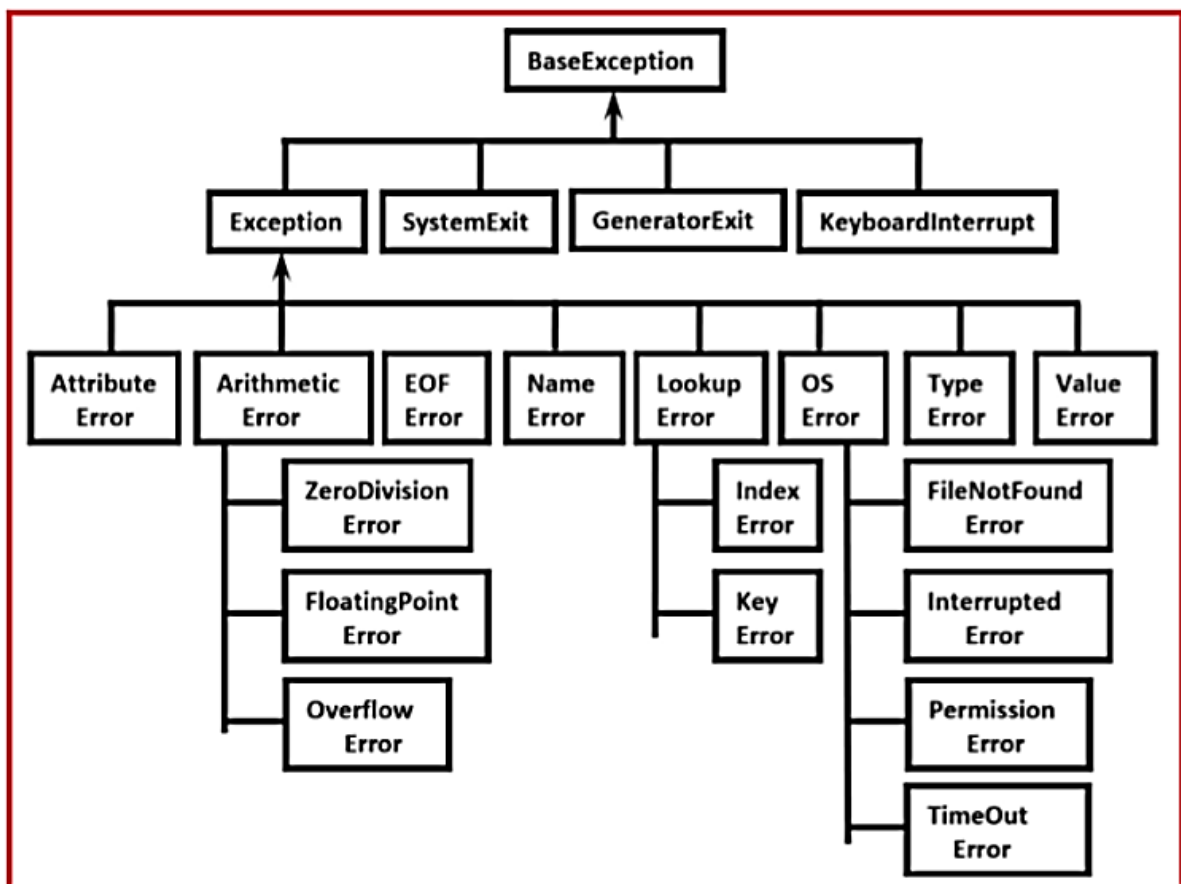 BaseException
Exception
SystemExit
GeneratorExit
KeyboardInterrupt
Attribute
Error
Arithmetic
Error
EOF
Error
Name
Error
Lookup
Error
OS
Error
Type
Error
Value
Error
ZeroDivision
Error
FloatingPoint
Error
Overflow
Error
Index
Error
Key
Error
FileNotFound
Error
Interrupted
Error
Permission
Error
TimeOut
Error